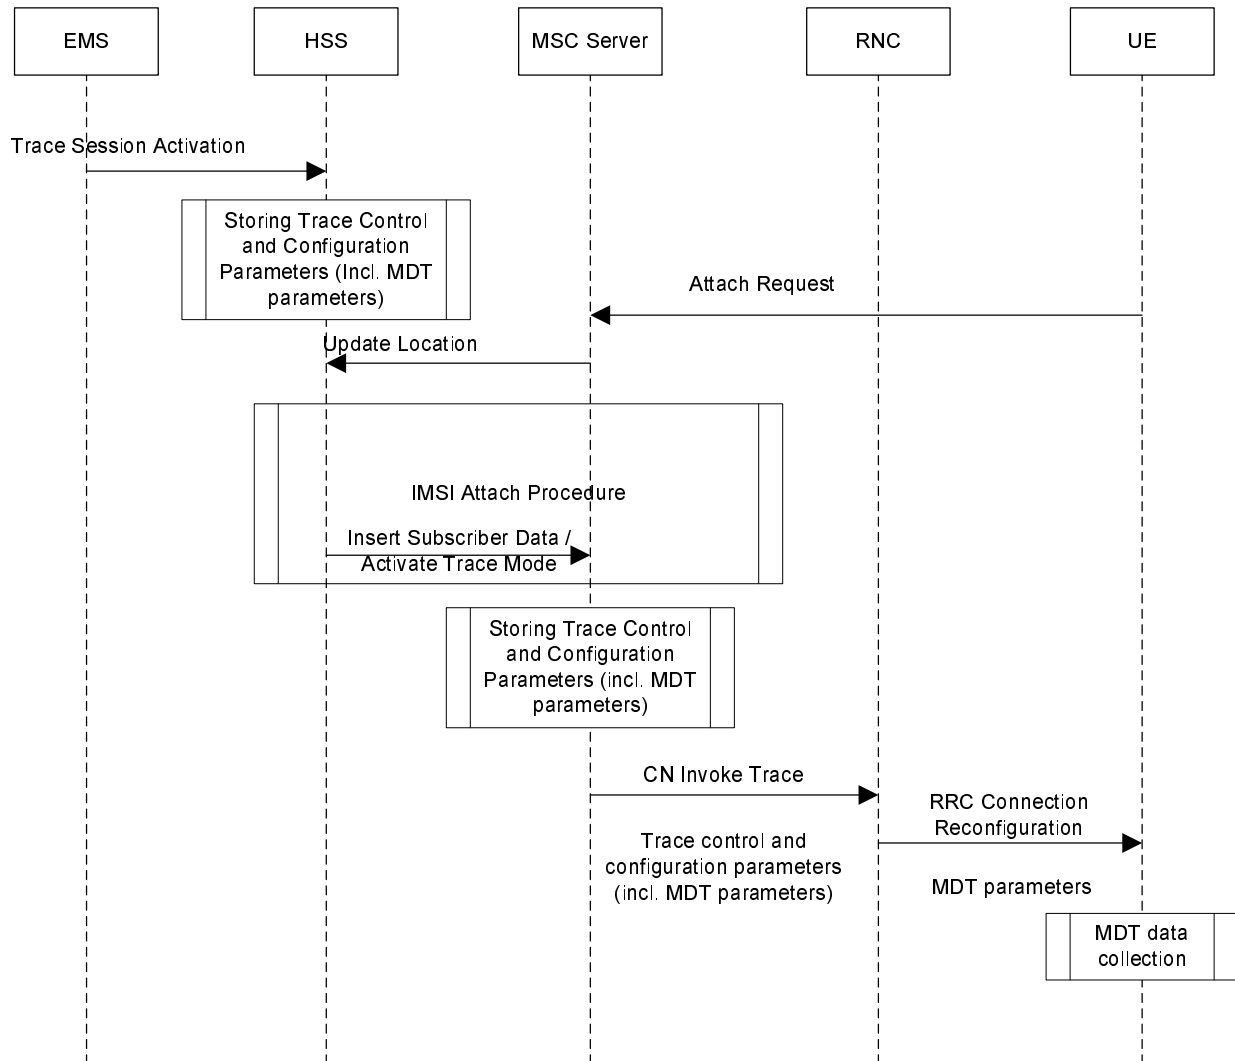 EMS
HSS
MSC Server
RNC
UE
Trace Session Activation
Storing Trace Control
and Configuration
Parameters (Incl. MDT
parameters)
Attach Request
Update Location
IMSI Attach Procedure
Insert Subscriber Data /
Activate Trace Mode
Storing Trace Control
and Configuration
Parameters (incl. MDT
parameters)
CN Invoke Trace
RRC Connection
Reconfiguration
Trace control and
configuration parameters
(incl. MDT parameters)
MDT parameters
MDT data
collection